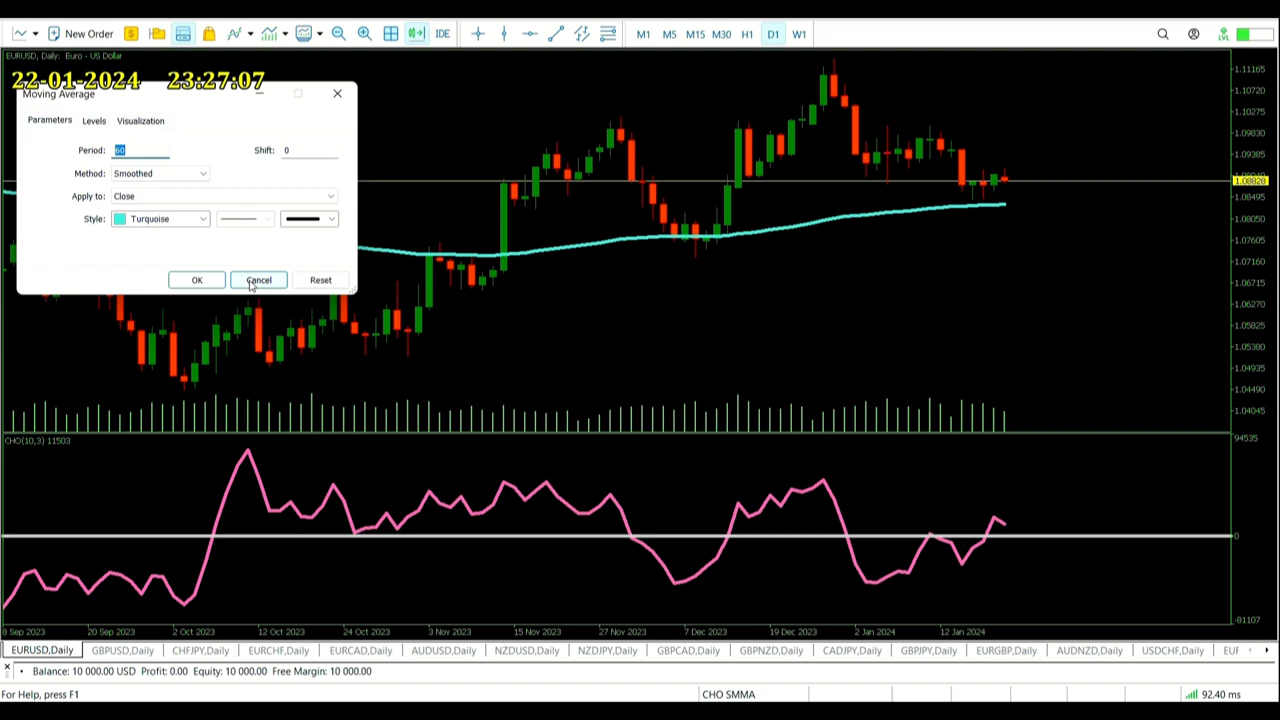 New Order IDE M1 M5 M15 M30 H1 D1 W1 LVL
EURUSD, Daily: Euro - US Dollar
22-01-2024 23:27:07
Moving Average
Parameters Levels Visualization
Period: 60 Shift: 0
Method: Smoothed
Apply to: Close
Style: Turquoise
OK Cancel Reset
1.11165
1.10720
1.10275
1.09830
1.09385
1.08828
1.08495
1.08050
1.07605
1.07160
1.06715
1.06270
1.05825
1.05380
1.04935
1.04490
1.04045
CHO(10,3) 11503
94535
0
-81107
8 Sep 2023 20 Sep 2023 2 Oct 2023 12 Oct 2023 24 Oct 2023 3 Nov 2023 15 Nov 2023 27 Nov 2023 7 Dec 2023 19 Dec 2023 2 Jan 2024 12 Jan 2024
EURUSD,Daily GBPUSD,Daily CHFJPY,Daily EURCHF,Daily EURCAD,Daily AUDUSD,Daily NZDUSD,Daily NZDJPY,Daily GBPCAD,Daily GBPNZD,Daily CADJPY,Daily GBPJPY,Daily EURGBP,Daily AUDNZD,Daily USDCHF,Daily EUF
Balance: 10 000.00 USD Profit: 0.00 Equity: 10 000.00 Free Margin: 10 000.00
For Help, press F1 CHO SMMA 92.40 ms